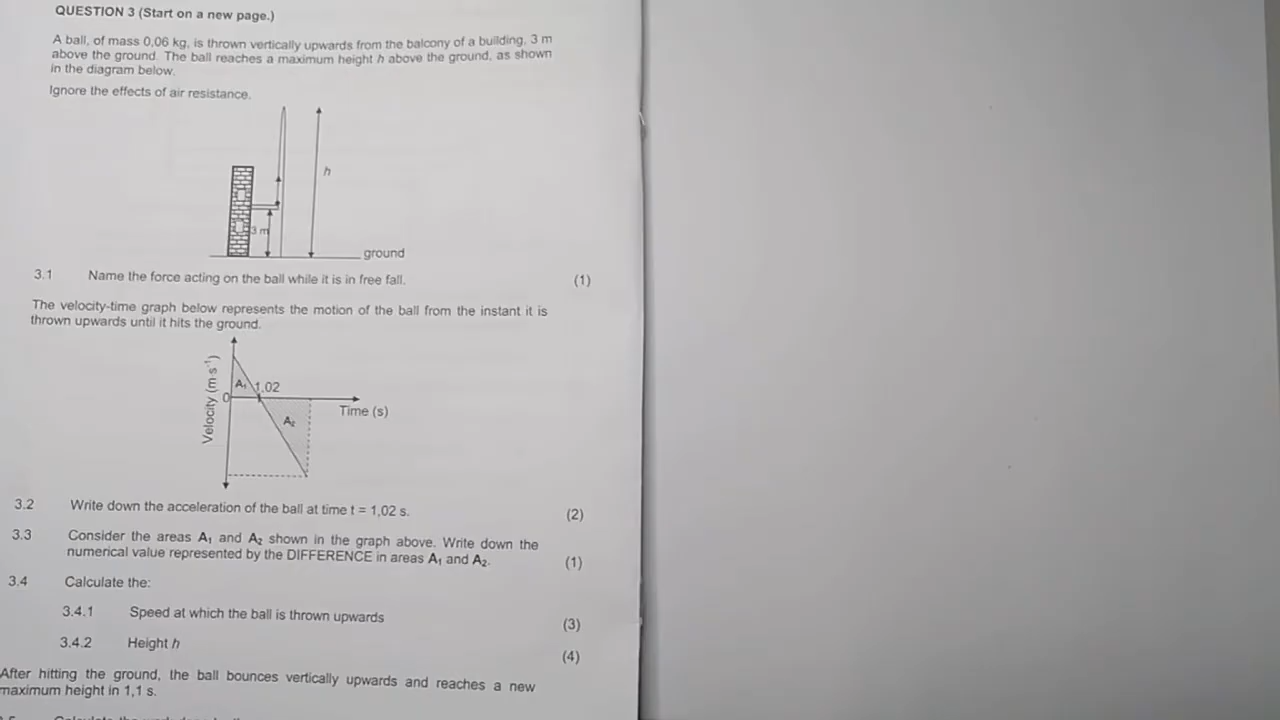 QUESTION 3 (Start on a new page.)
A ball, of mass 0,06 kg, is thrown vertically upwards from the balcony of a building, 3 m
above the ground. The ball reaches a maximum height h above the ground, as shown
in the diagram below.
Ignore the effects of air resistance.
h
3 m
ground
3.1 Name the force acting on the ball while it is in free fall. (1)
The velocity-time graph below represents the motion of the ball from the instant it is
thrown upwards until it hits the ground.
Velocity (m·s⁻¹)
A₁ 1,02
0
Time (s)
A₂
3.2 Write down the acceleration of the ball at time t = 1,02 s. (2)
3.3 Consider the areas A₁ and A₂ shown in the graph above. Write down the
numerical value represented by the DIFFERENCE in areas A₁ and A₂. (1)
3.4 Calculate the:
3.4.1 Speed at which the ball is thrown upwards (3)
3.4.2 Height h (4)
After hitting the ground, the ball bounces vertically upwards and reaches a new
maximum height in 1,1 s.